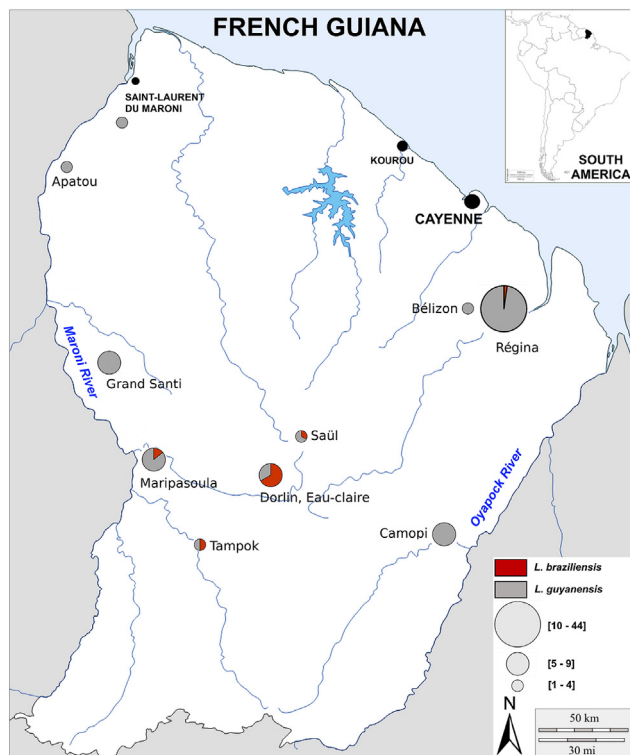 FRENCH GUIANA
SAINT-LAURENT
DU MARONI
Apatou
KOUROU
CAYENNE
SOUTH
AMERICA
Bélizon
Régina
Maroni River
Grand Santi
Saül
Maripasoula
Dorlin, Eau-claire
Oyapock River
Camopi
Tampok
L. braziliensis
L. guyanensis
[10 - 44]
[5 - 9]
[1 - 4]
N
50 km
30 mi